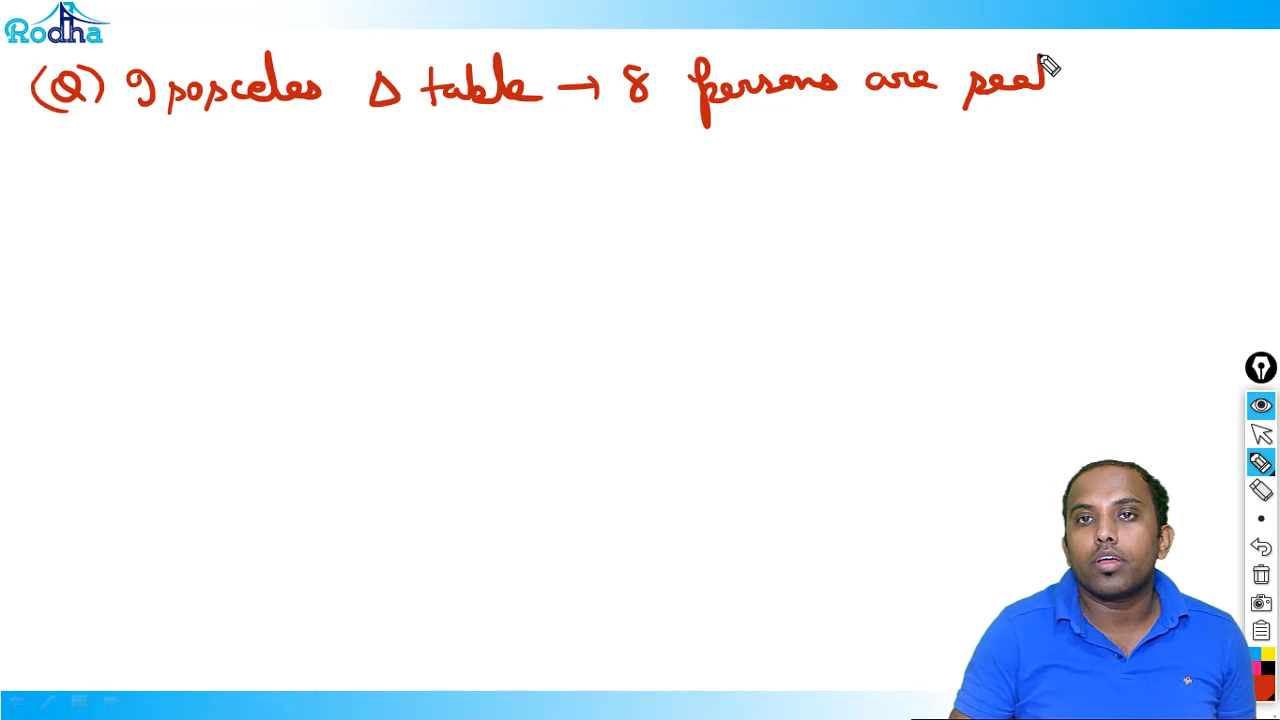 Rodha
(Q) Isosceles Δ table → 8 persons are seat